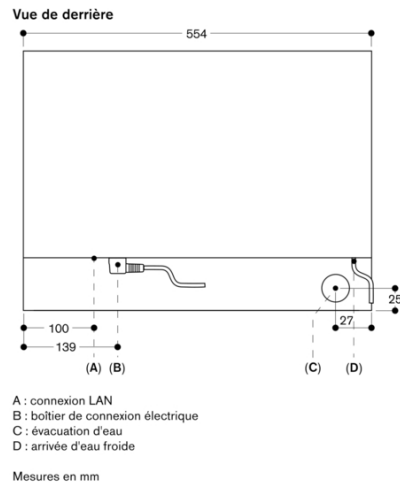 Vue de derrière
554
25
27
100
139
(A) (B) (C) (D)
A : connexion LAN
B : boîtier de connexion électrique
C : évacuation d'eau
D : arrivée d'eau froide
Mesures en mm